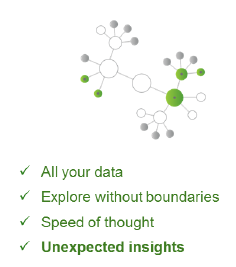 ✓ All your data
✓ Explore without boundaries
✓ Speed of thought
✓ Unexpected insights